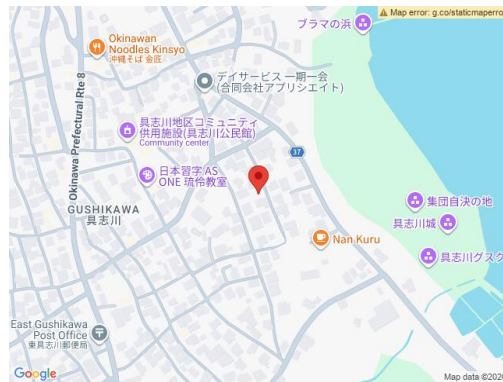 ブラマの浜
Map error: g.co/staticmaperro
Okinawan
Noodles Kinsyo
沖縄そば 金匠
デイサービス 一期一会
(合同会社アプリシエイト)
Okinawa Prefectural Rte 8
具志川地区コミュニティ
供用施設(具志川公民館)
Community center
37
日本習字 AS
ONE 琉伶教室
GUSHIKAWA
具志川
集団自決の地
具志川城
Nan Kuru
具志川グスク
East Gushikawa
Post Office
東具志川郵便局
Google
Map data ©2026